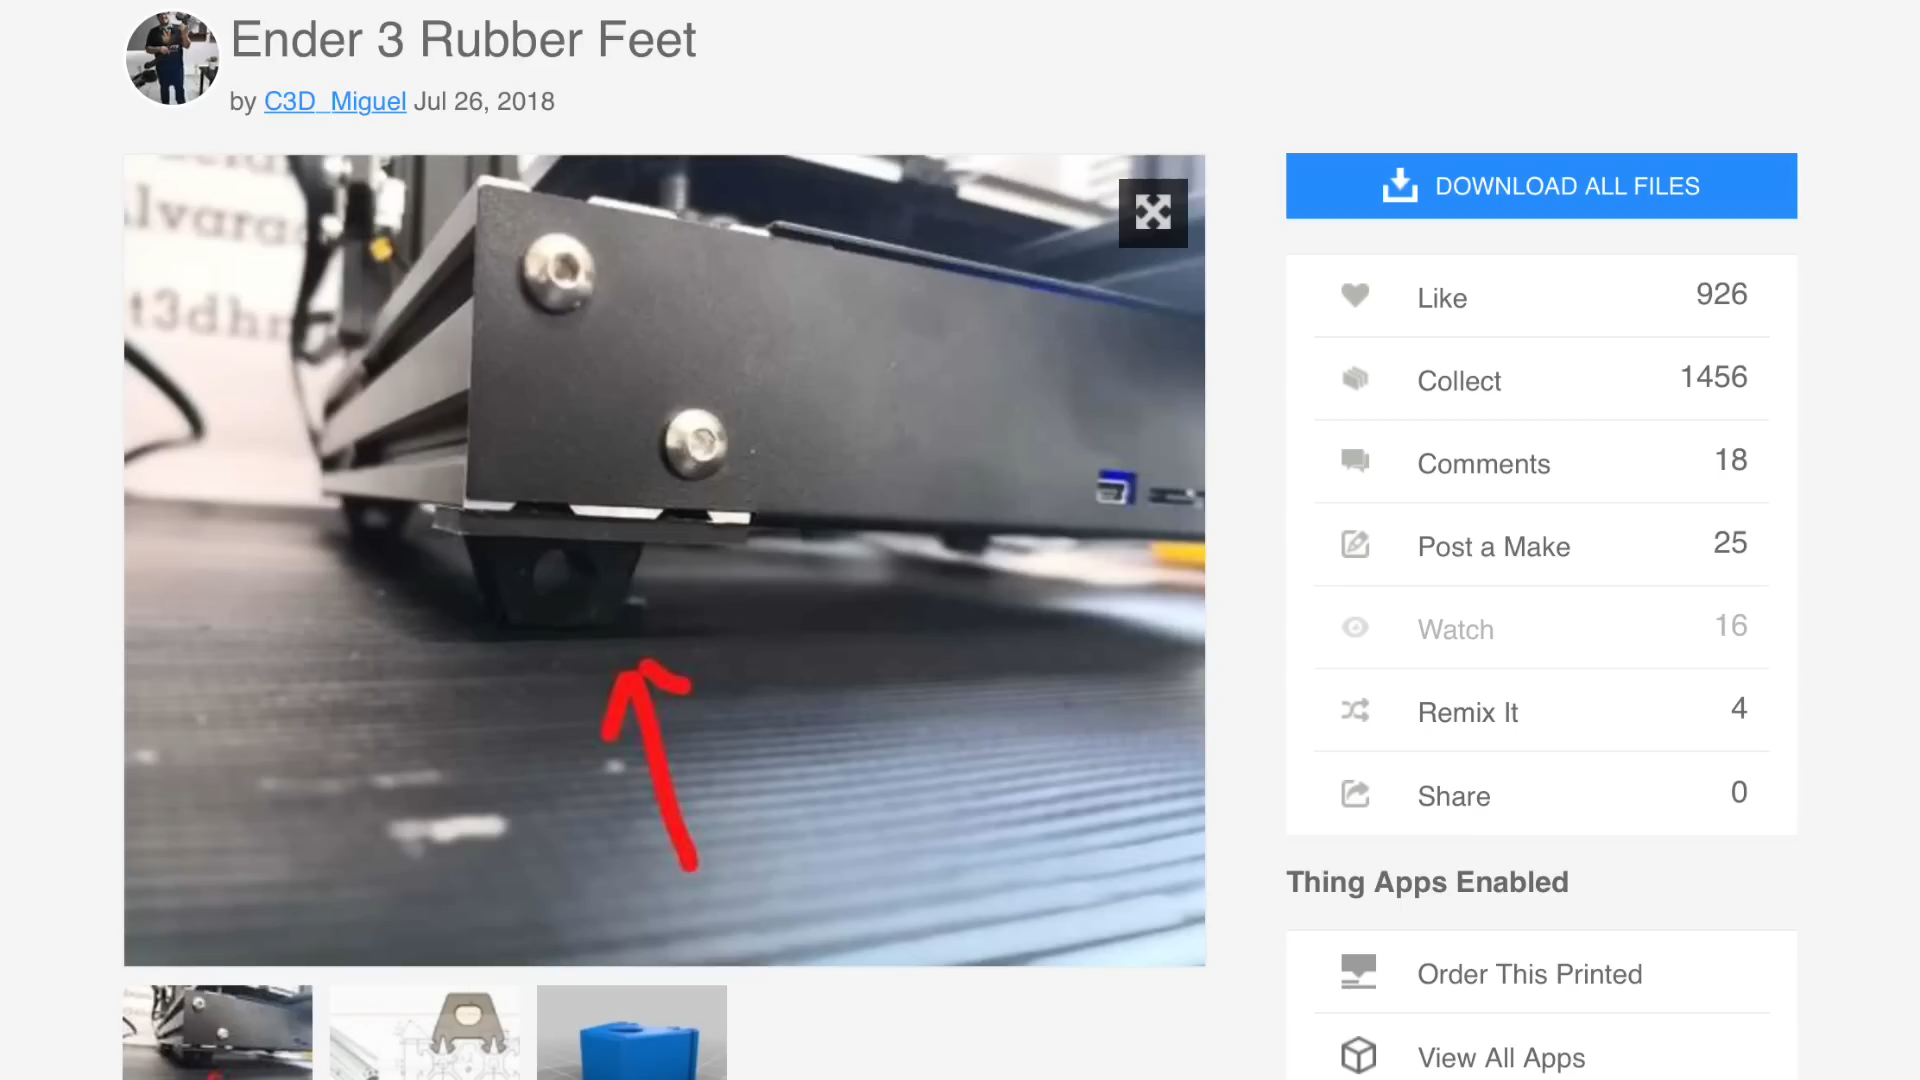 Ender 3 Rubber Feet
by C3D_Miguel Jul 26, 2018
DOWNLOAD ALL FILES
Like 926
Collect 1456
Comments 18
Post a Make 25
Watch 16
Remix It 4
Share 0
Thing Apps Enabled
Order This Printed
View All Apps